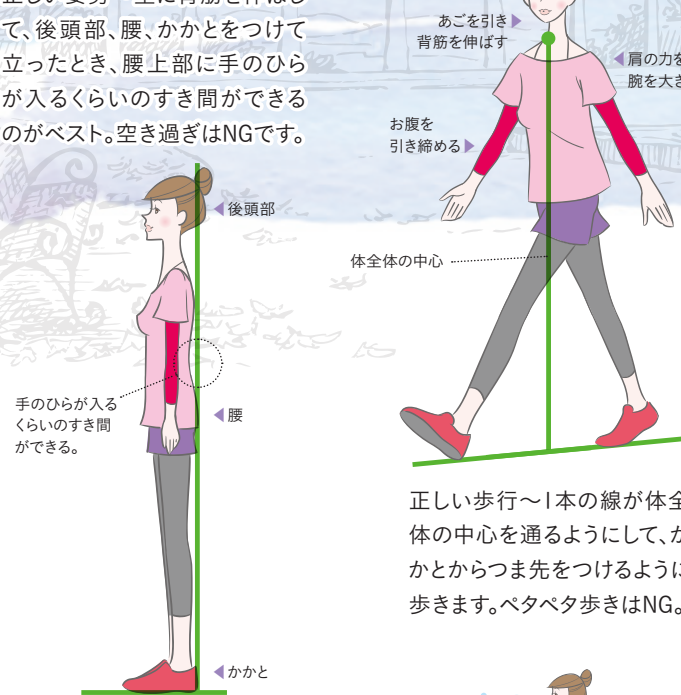 て、後頭部、腰、かかとをつけて
立ったとき、腰上部に手のひら
が入るくらいのすき間ができる
のがベスト。空き過ぎはNGです。
後頭部
手のひらが入る
くらいのすき間
ができる。
腰
かかと
あごを引き
背筋を伸ばす
肩の力を
腕を大き
お腹を
引き締める
体全体の中心
正しい歩行〜1本の線が体全
体の中心を通るようにして、か
かとからつま先をつけるように
歩きます。ペタペタ歩きはNG。